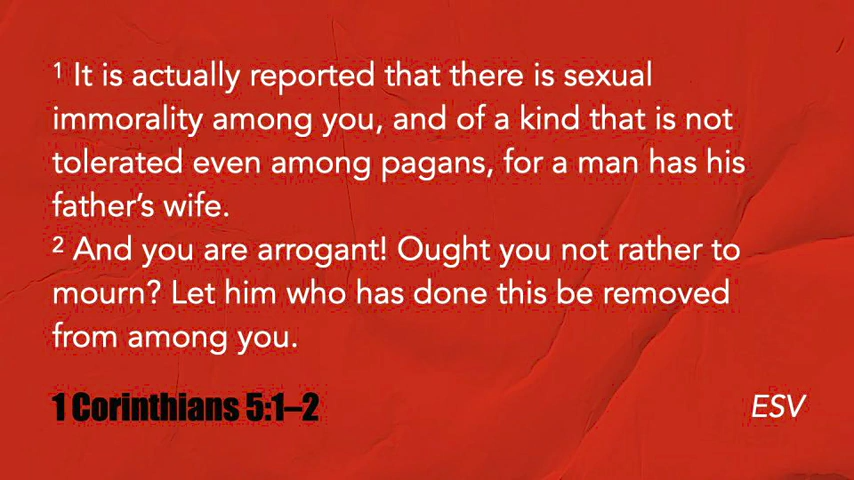 1 It is actually reported that there is sexual
immorality among you, and of a kind that is not
tolerated even among pagans, for a man has his
father’s wife.
2 And you are arrogant! Ought you not rather to
mourn? Let him who has done this be removed
from among you.
1 Corinthians 5:1–2
ESV